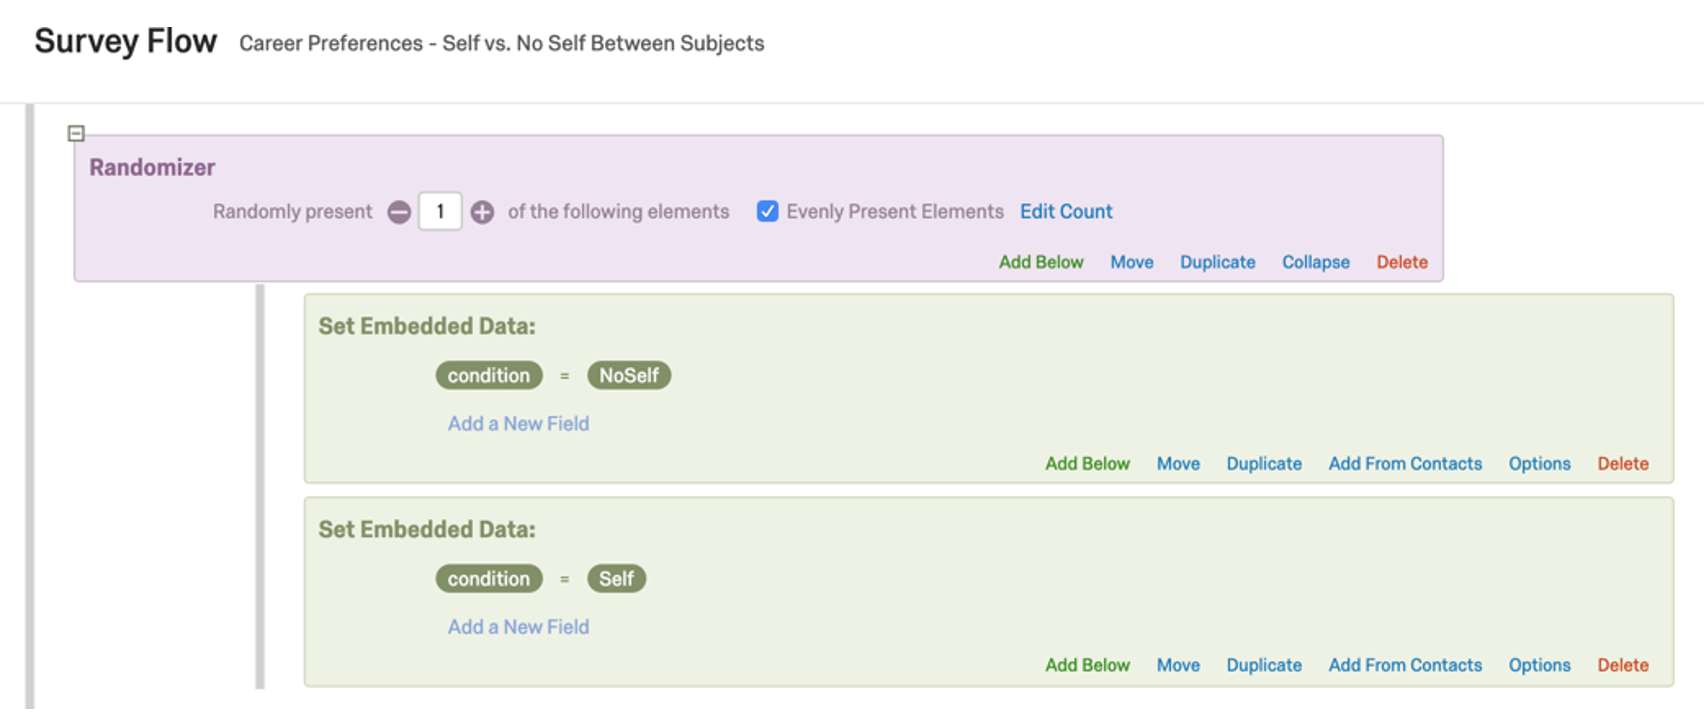 Survey Flow Career Preferences - Self vs. No Self Between Subjects
Randomizer
Randomly present 1 of the following elements Evenly Present Elements Edit Count
Add Below Move Duplicate Collapse Delete
Set Embedded Data:
condition = NoSelf
Add a New Field
Add Below Move Duplicate Add From Contacts Options Delete
Set Embedded Data:
condition = Self
Add a New Field
Add Below Move Duplicate Add From Contacts Options Delete